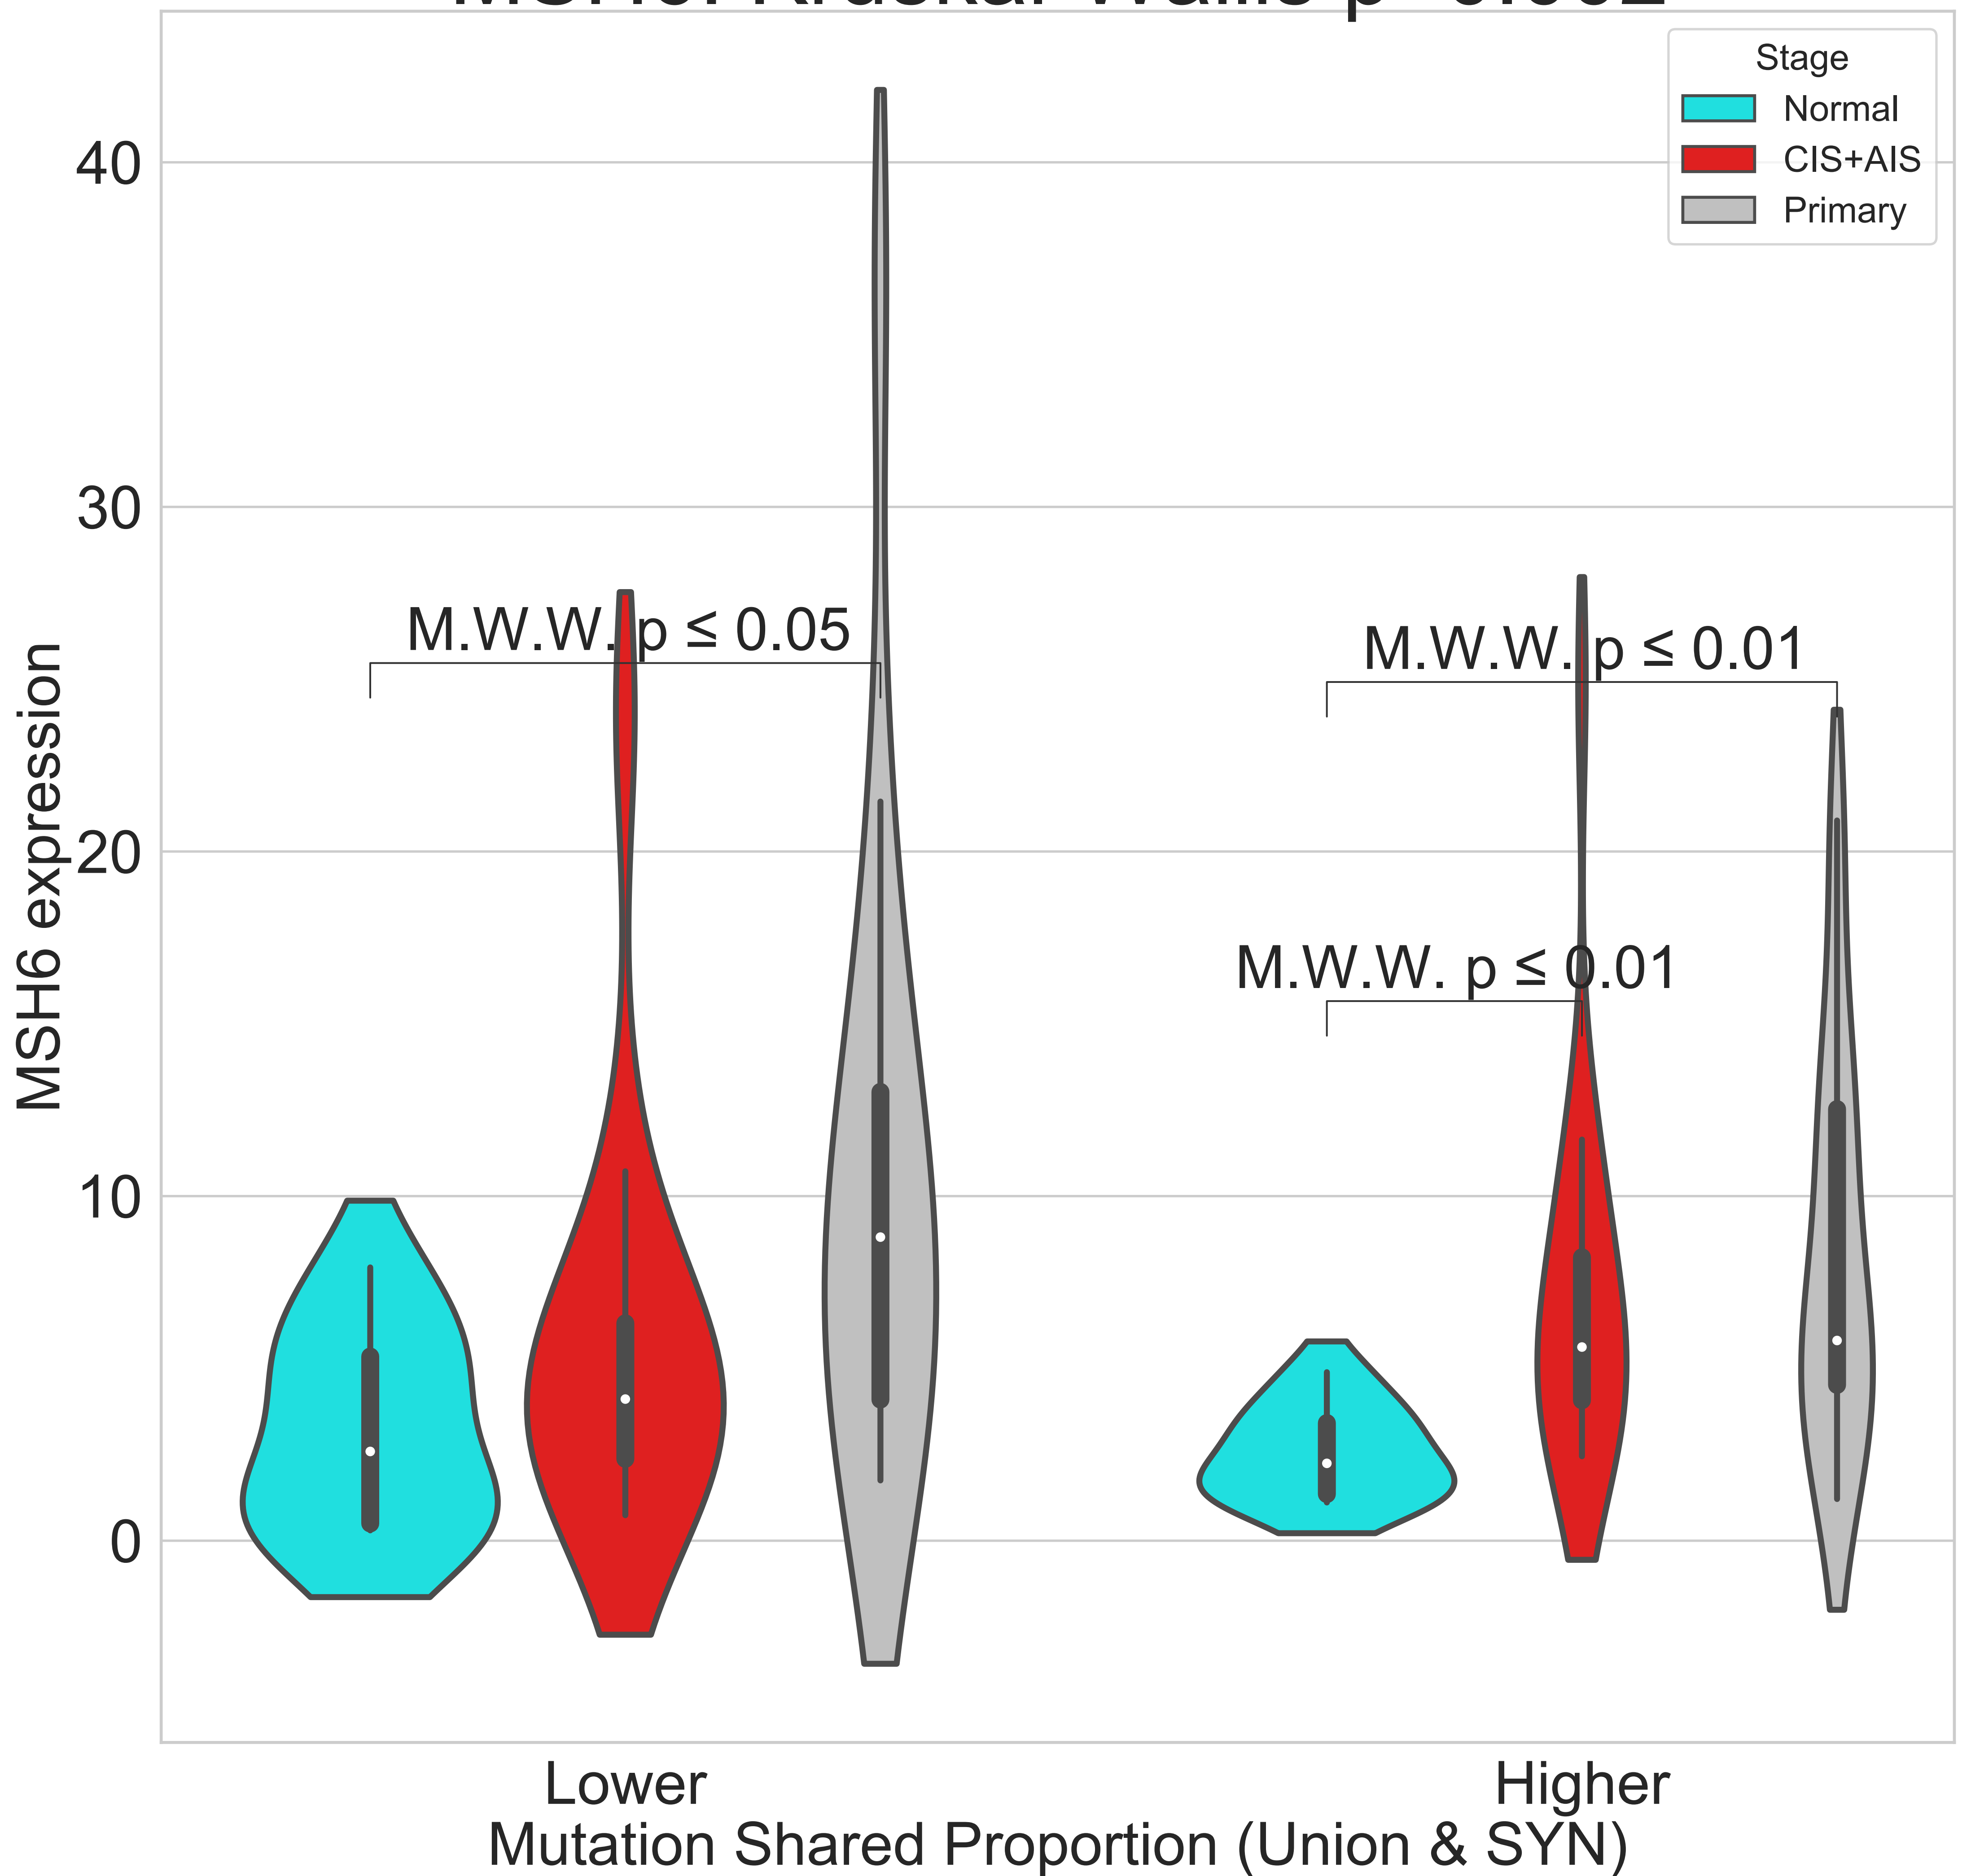 Stage
Normal
CIS+AIS
Primary
40
30
20
10
0
MSH6 expression
M.W.W. p ≤ 0.05
M.W.W. p ≤ 0.01
M.W.W. p ≤ 0.01
Lower
Higher
Mutation Shared Proportion (Union & SYN)